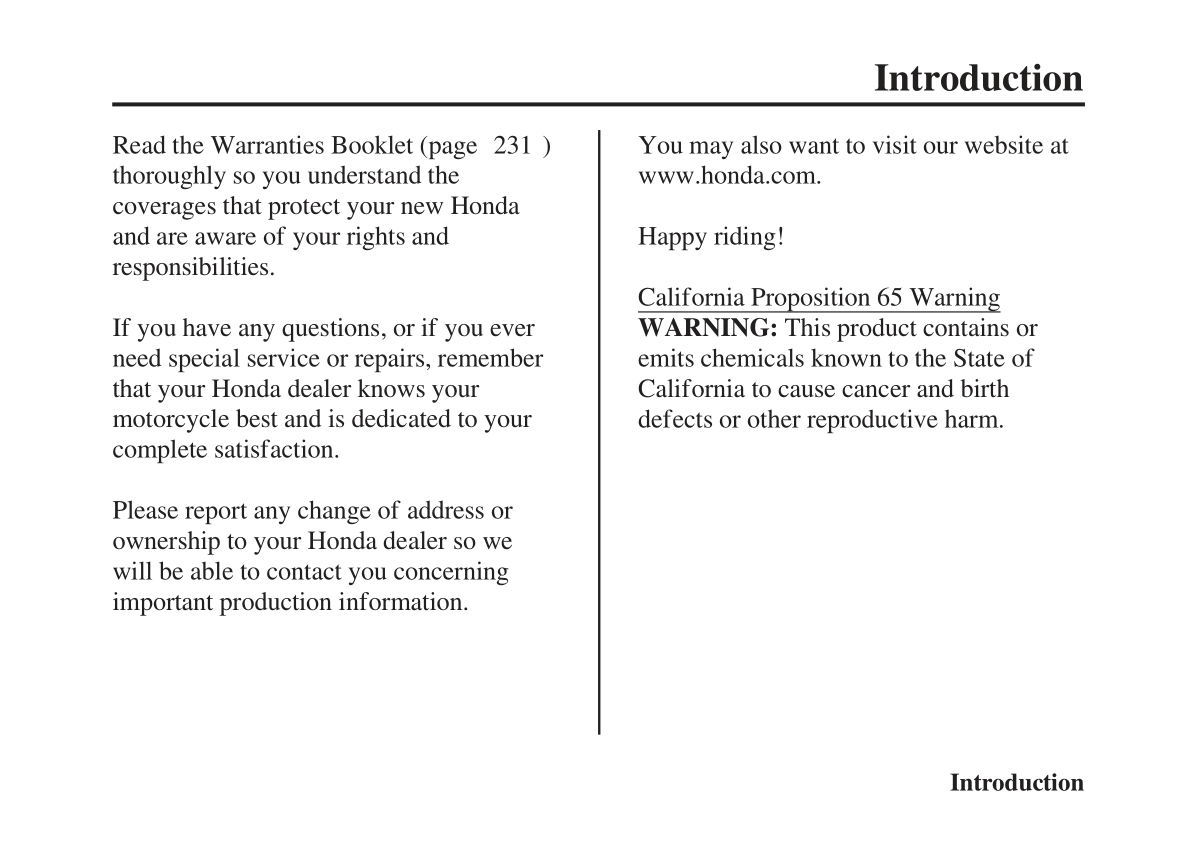 Introduction
Read the Warranties Booklet (page 231 )
thoroughly so you understand the
coverages that protect your new Honda
and are aware of your rights and
responsibilities.
If you have any questions, or if you ever
need special service or repairs, remember
that your Honda dealer knows your
motorcycle best and is dedicated to your
complete satisfaction.
Please report any change of address or
ownership to your Honda dealer so we
will be able to contact you concerning
important production information.
You may also want to visit our website at
www.honda.com.
Happy riding!
California Proposition 65 Warning
WARNING: This product contains or
emits chemicals known to the State of
California to cause cancer and birth
defects or other reproductive harm.
Introduction